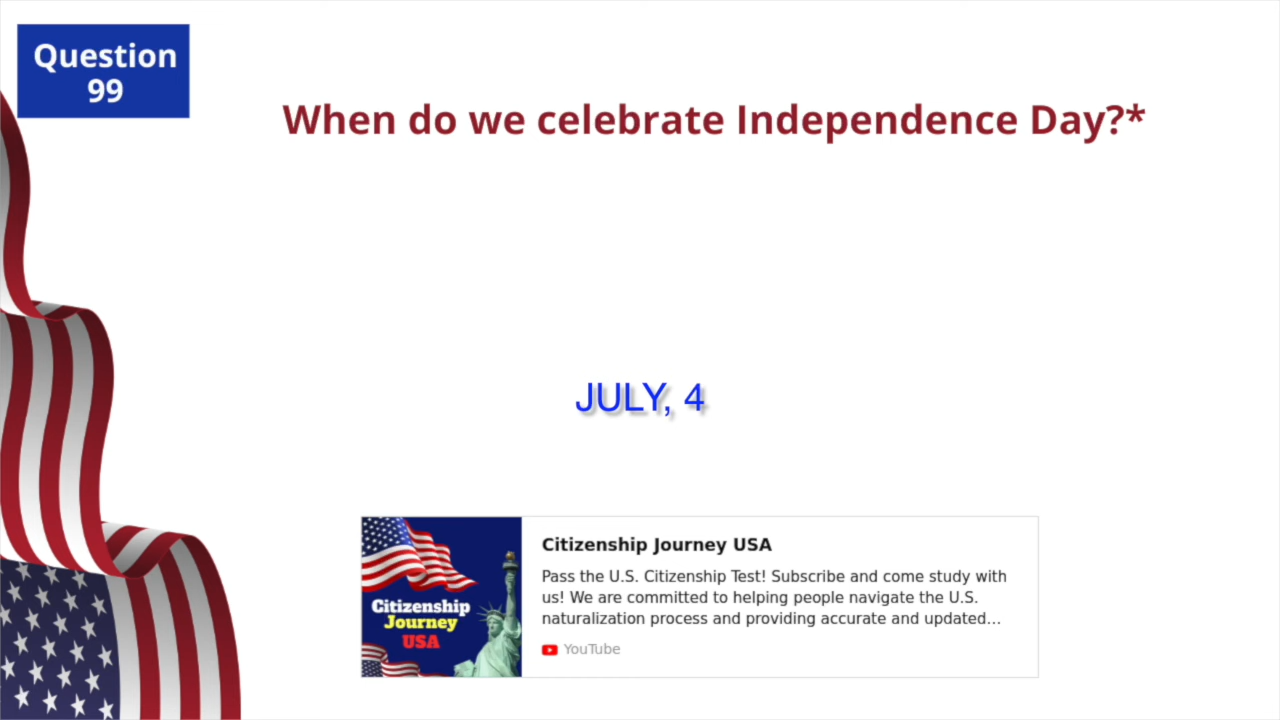 Question
99
When do we celebrate Independence Day?*
JULY, 4
Citizenship
Journey
USA
Citizenship Journey USA
Pass the U.S. Citizenship Test! Subscribe and come study with
us! We are committed to helping people navigate the U.S.
naturalization process and providing accurate and updated...
YouTube